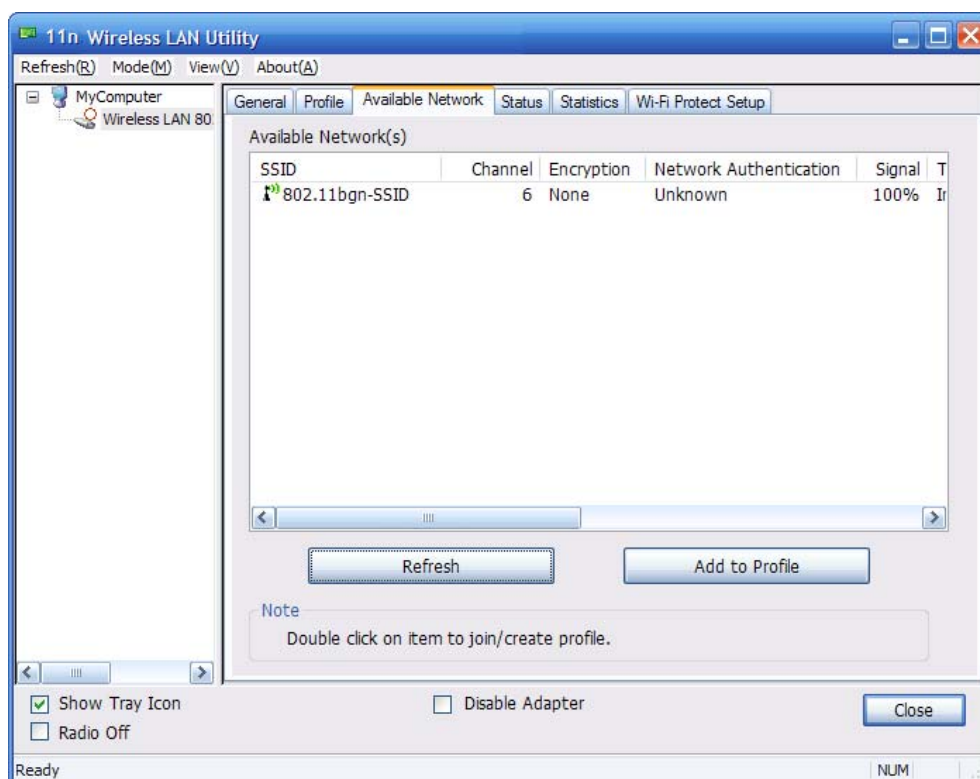 11n Wireless LAN Utility
Refresh(R) Mode(M) View(V) About(A)
MyComputer
Wireless LAN 80
General Profile Available Network Status Statistics Wi-Fi Protect Setup
Available Network(s)
SSID Channel Encryption Network Authentication Signal T
802.11bgn-SSID 6 None Unknown 100% Ir
Refresh Add to Profile
Note
Double click on item to join/create profile.
Show Tray Icon Disable Adapter Close
Radio Off
Ready NUM